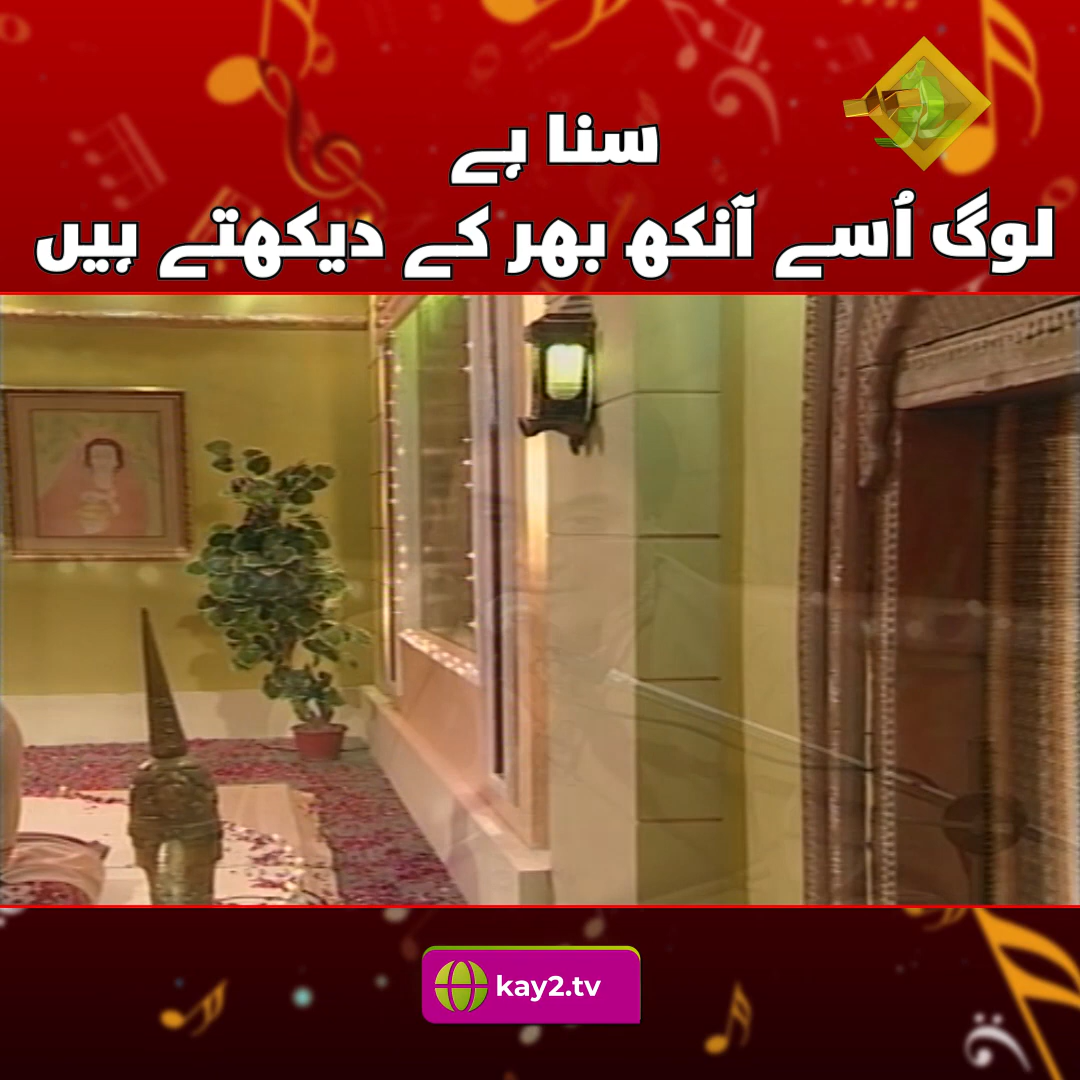 سنا ہے
لوگ اُسے آنکھ بھر کے دیکھتے ہیں
kay2.tv